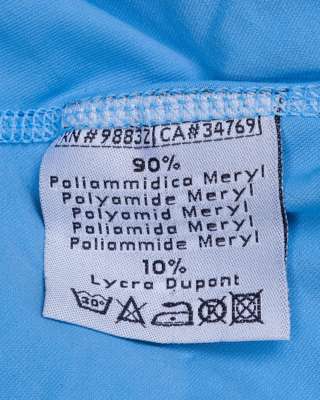 RN#98832 CA#34769
90%
Poliammidica Meryl
Polyamide Meryl
Polyamid Meryl
Poliamida Meryl
Poliammide Meryl
10%
Lycra Dupont
30°